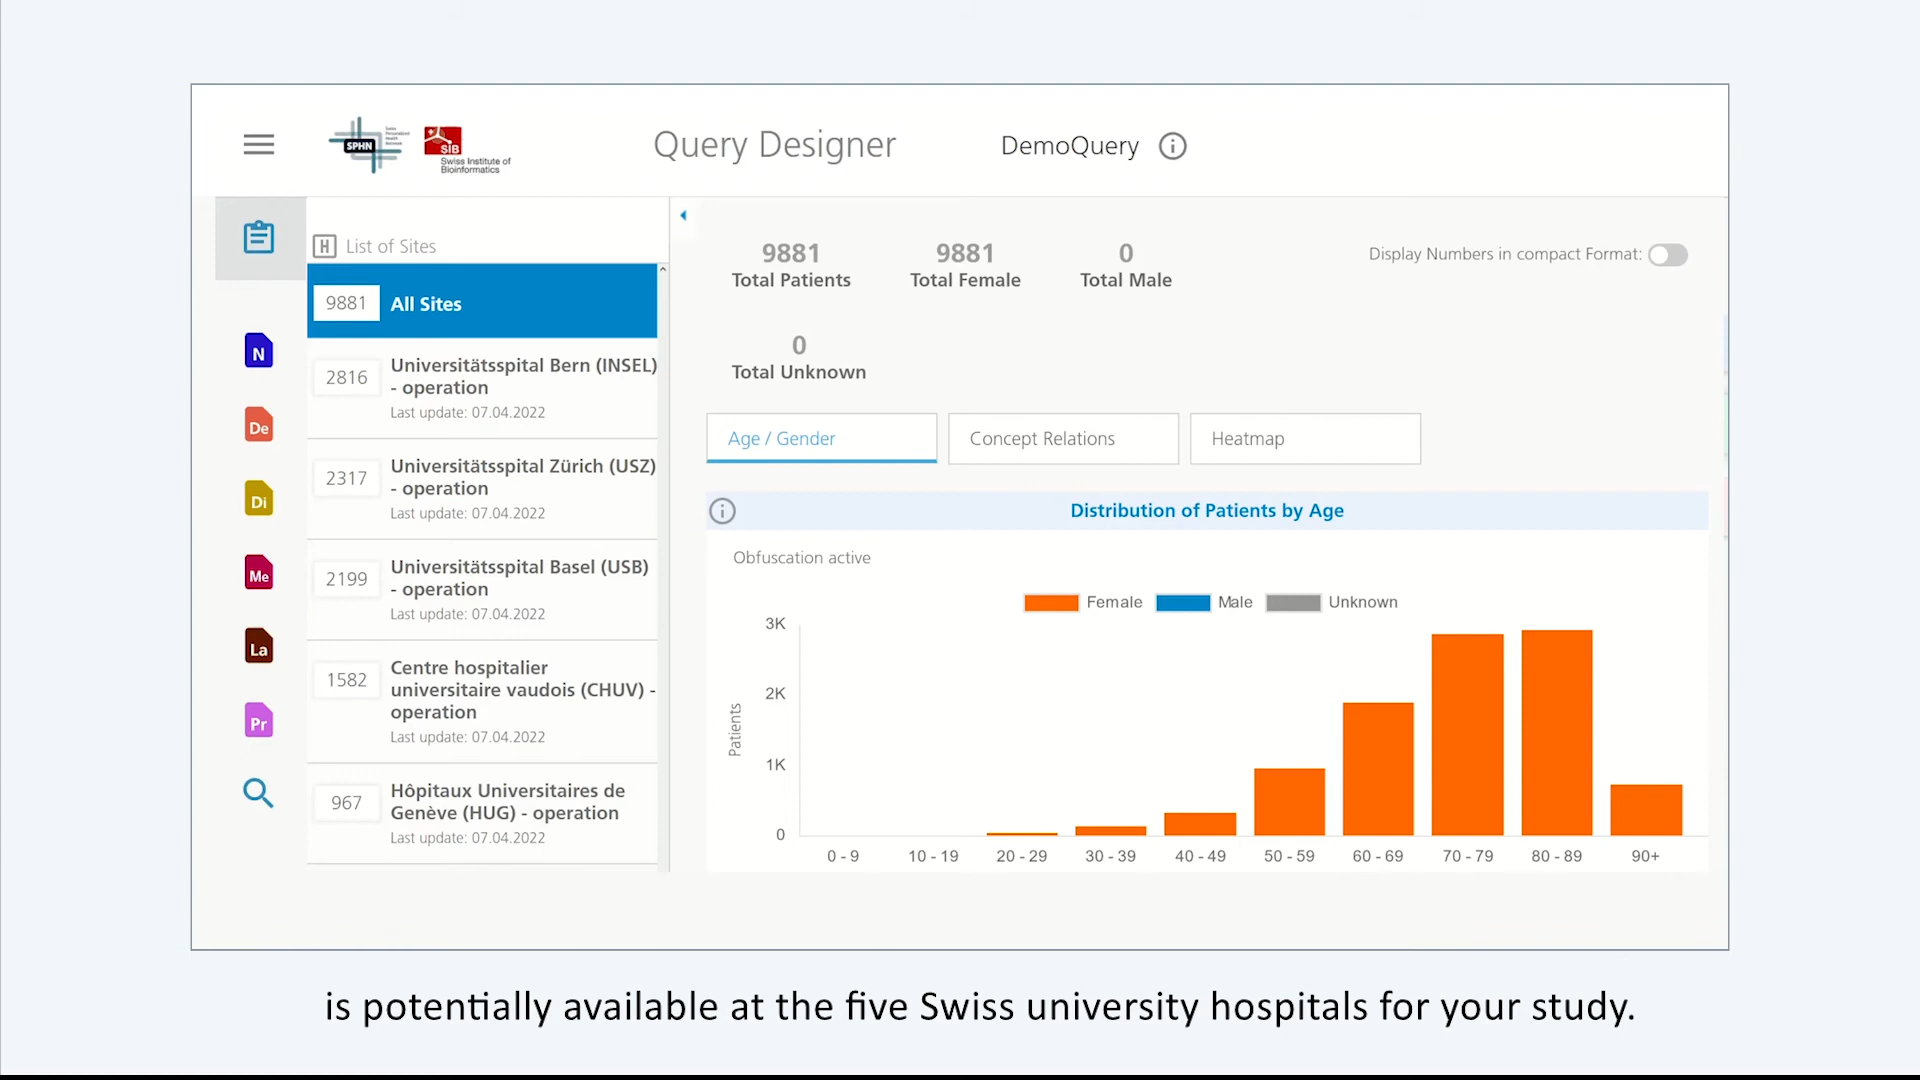 SPHN
Swiss
Personalized
Health
Network
SIB
Swiss Institute of
Bioinformatics
Query Designer
DemoQuery
H List of Sites
9881 All Sites
2816
Universitätsspital Bern (INSEL)
- operation
Last update: 07.04.2022
2317
Universitätsspital Zürich (USZ)
- operation
Last update: 07.04.2022
2199
Universitätsspital Basel (USB)
- operation
Last update: 07.04.2022
1582
Centre hospitalier
universitaire vaudois (CHUV) -
operation
Last update: 07.04.2022
967
Hôpitaux Universitaires de
Genève (HUG) - operation
Last update: 07.04.2022
N
De
Di
Me
La
Pr
9881
Total Patients
9881
Total Female
0
Total Male
Display Numbers in compact Format:
0
Total Unknown
Age / Gender
Concept Relations
Heatmap
Distribution of Patients by Age
Obfuscation active
Female Male Unknown
Patients
3K
2K
1K
0
0 - 9 10 - 19 20 - 29 30 - 39 40 - 49 50 - 59 60 - 69 70 - 79 80 - 89 90+
is potentially available at the five Swiss university hospitals for your study.